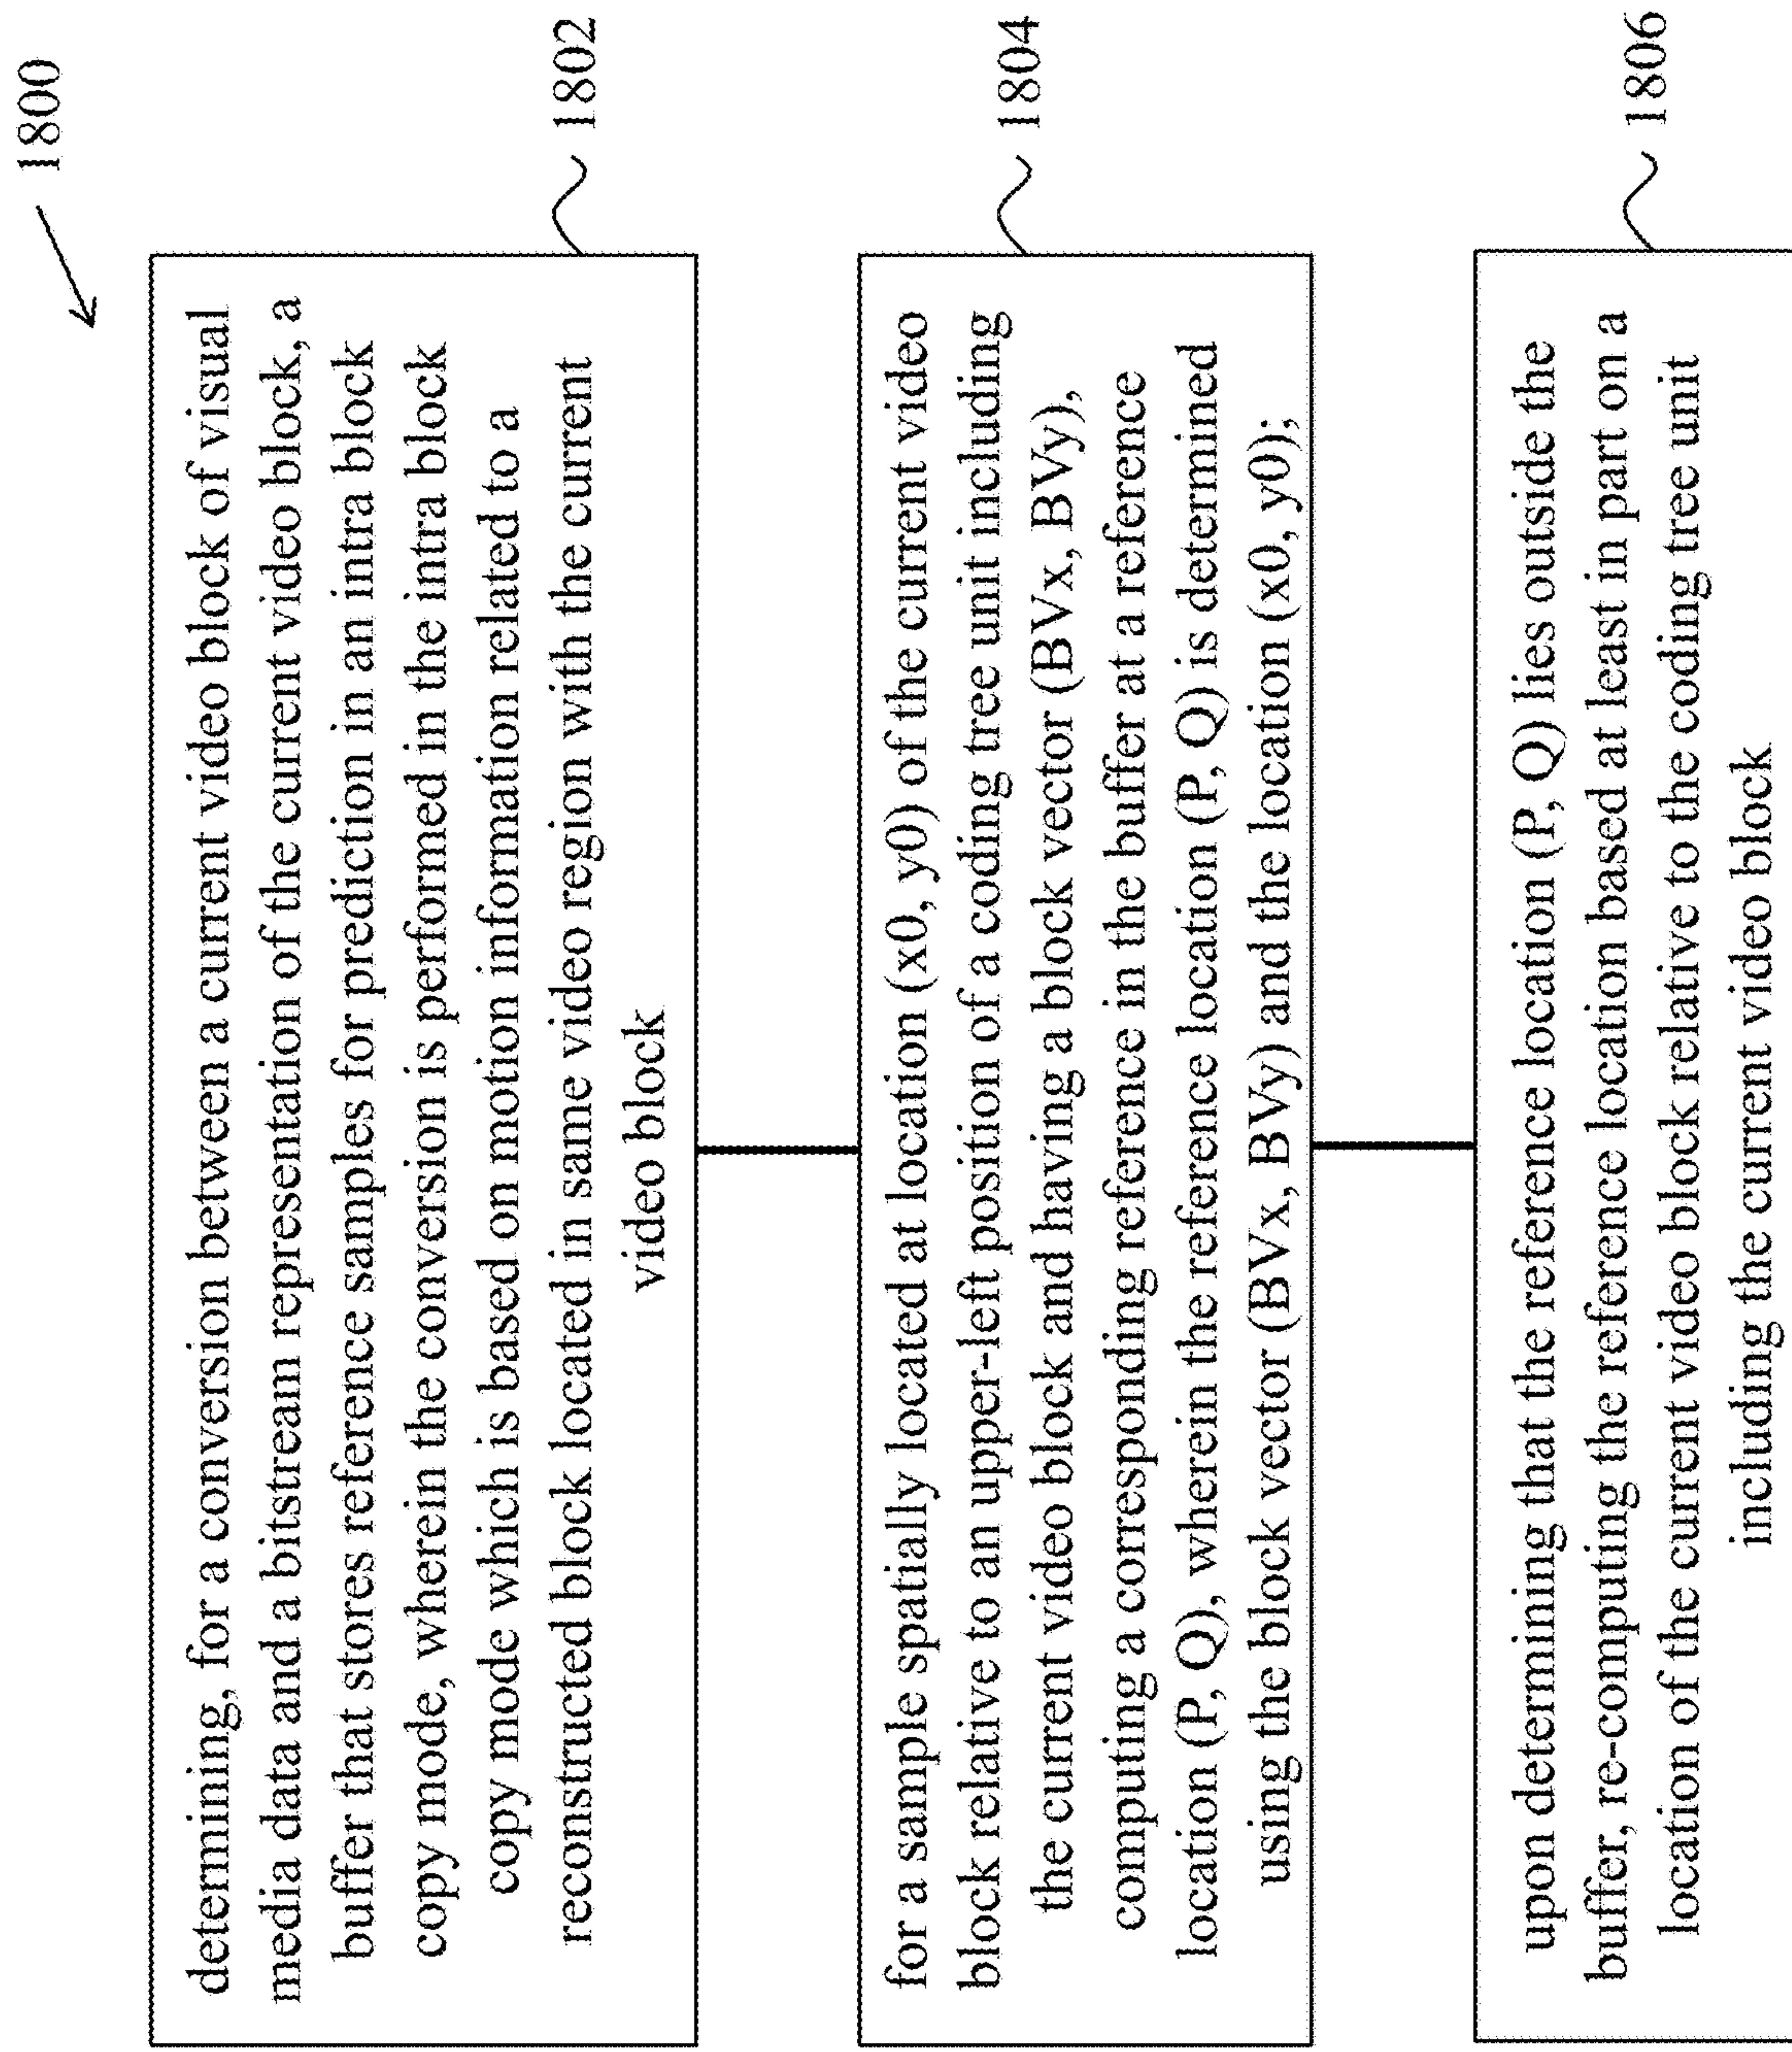 1800
determining, for a conversion between a current video block of visual
media data and a bitstream representation of the current video block, a
buffer that stores reference samples for prediction in an intra block
copy mode, wherein the conversion is performed in the intra block
copy mode which is based on motion information related to a
reconstructed block located in same video region with the current
video block
1802
for a sample spatially located at location (x0, y0) of the current video
block relative to an upper-left position of a coding tree unit including
the current video block and having a block vector (BVx, BVy),
computing a corresponding reference in the buffer at a reference
location (P, Q), wherein the reference location (P, Q) is determined
using the block vector (BVx, BVy) and the location (x0, y0);
1804
upon determining that the reference location (P, Q) lies outside the
buffer, re-computing the reference location based at least in part on a
location of the current video block relative to the coding tree unit
including the current video block
1806